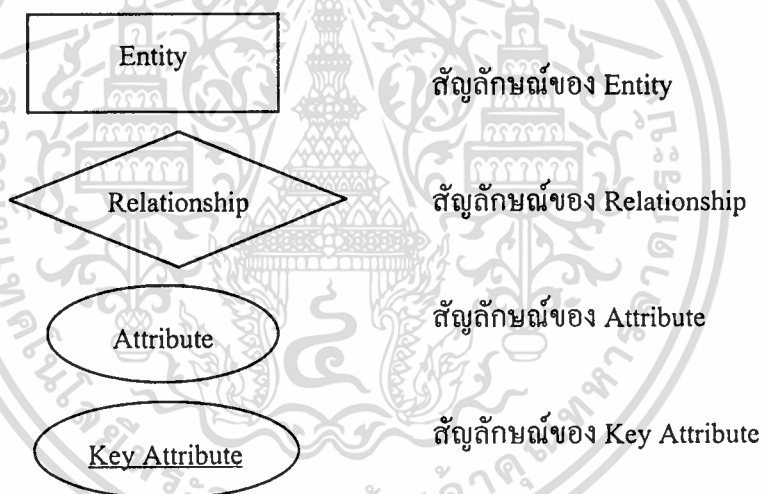 Entity
สัญลักษณ์ของ Entity
Relationship
สัญลักษณ์ของ Relationship
Attribute
สัญลักษณ์ของ Attribute
Key Attribute
สัญลักษณ์ของ Key Attribute